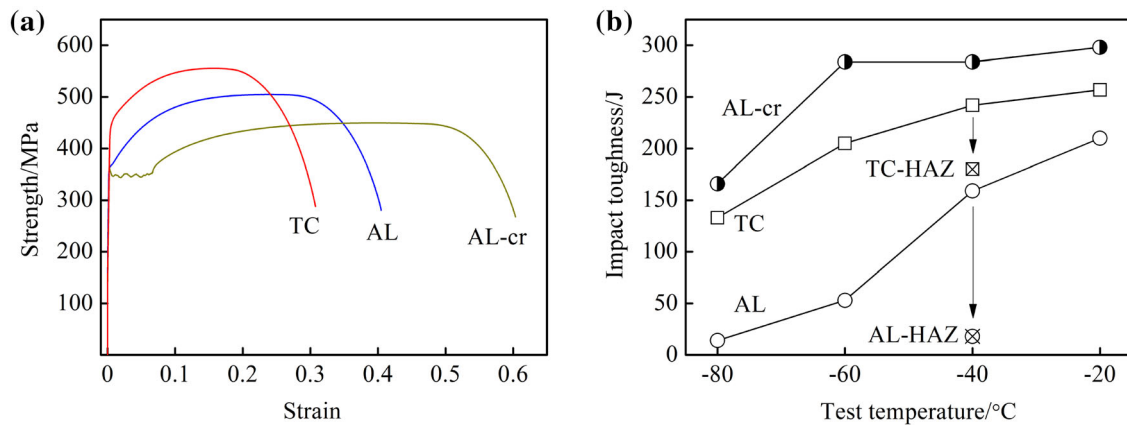 (a)
600
500
400
300
200
100
0
0.1
0.2
0.3
0.4
0.5
0.6
Strength/MPa
Strain
TC
AL
AL-cr
(b)
300
250
200
150
100
50
0
-80
-60
-40
-20
Impact toughness/J
Test temperature/°C
AL-cr
TC-HAZ
TC
AL
AL-HAZ